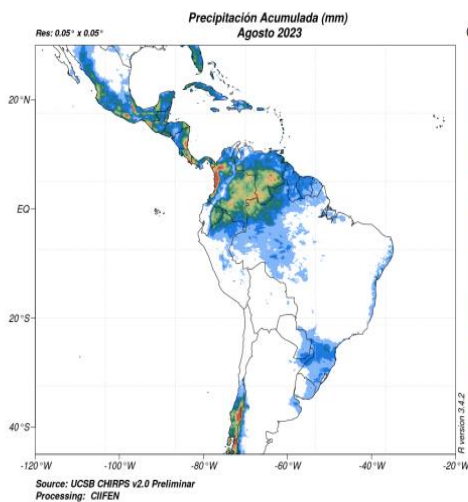 Precipitación Acumulada (mm)
Res: 0.05° x 0.05°
Agosto 2023
20°N
EQ
20°S
40°S
-120°W
-100°W
-80°W
-60°W
-40°W
-20°W
R version 3.4.2
Source: UCSB CHIRPS v2.0 Preliminar
Processing: CIIFEN